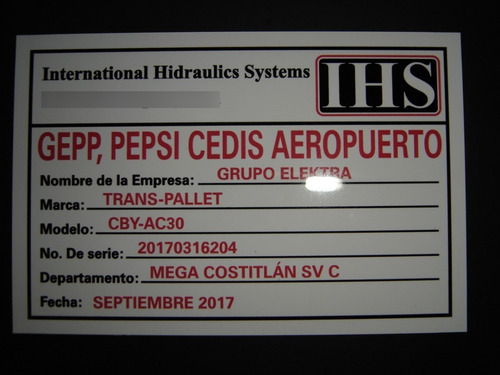 International Hidraulics Systems
IHS
GEPP, PEPSI CEDIS AEROPUERTO
Nombre de la Empresa: GRUPO ELEKTRA
Marca: TRANS-PALLET
Modelo: CBY-AC30
No. De serie: 20170316204
Departamento: MEGA COSTITLÁN SV C
Fecha: SEPTIEMBRE 2017